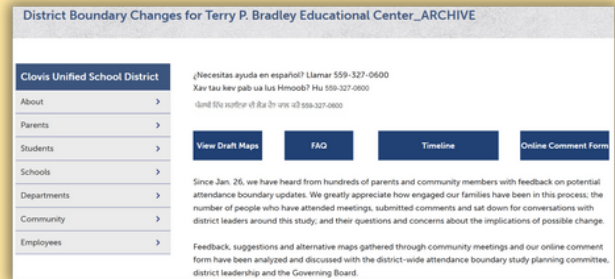 District Boundary Changes for Terry P. Bradley Educational Center_ARCHIVE
Clovis Unified School District
About
Parents
Students
Schools
Departments
Community
Employees
¿Necesitas ayuda en español? Llamar 559-327-0600
Xav tau kev pab ua lus Hmoob? Hu 559-327-0600
ਪੰਜਾਬੀ ਵਿੱਚ ਸਹਾਇਤਾ ਦੀ ਲੋੜ ਹੈ? ਕਾਲ ਕਰੋ 559-327-0600
View Draft Maps
FAQ
Timeline
Online Comment Form
Since Jan. 26, we have heard from hundreds of parents and community members with feedback on potential
attendance boundary updates. We greatly appreciate how engaged our families have been in this process; the
number of people who have attended meetings, submitted comments and sat down for conversations with
district leaders around this study; and their questions and concerns about the implications of possible change.
Feedback, suggestions and alternative maps gathered through community meetings and our online comment
form have been analyzed and discussed with the district-wide attendance boundary study planning committee,
district leadership and the Governing Board.